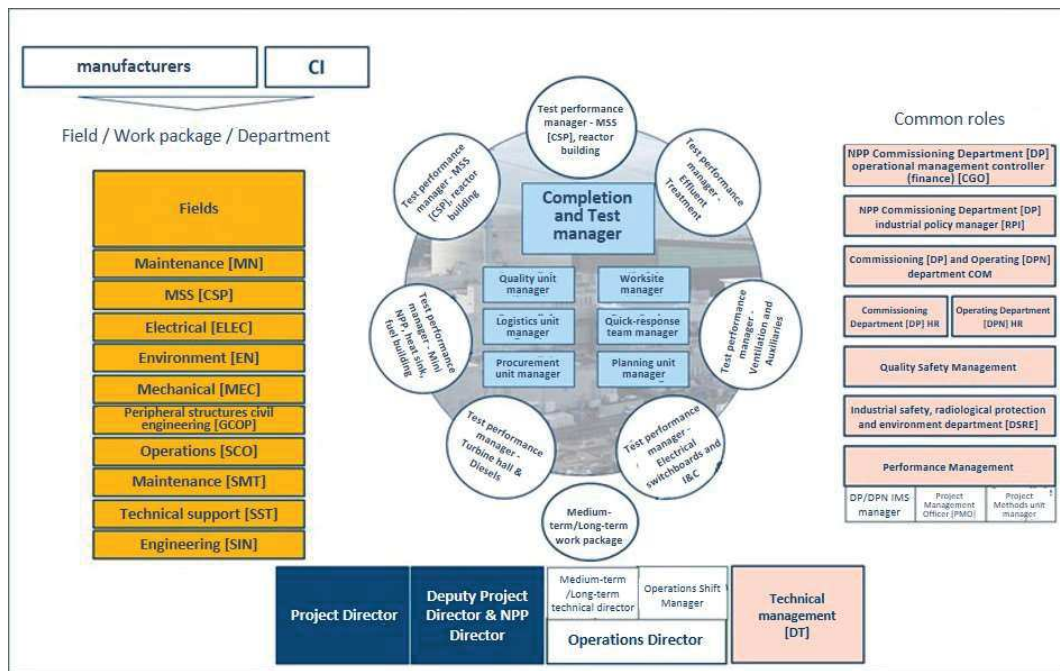 manufacturers
CI
Field / Work package / Department
Fields
Maintenance [MN]
MSS [CSP]
Electrical [ELEC]
Environment [EN]
Mechanical [MEC]
Peripheral structures civil
engineering [GCOP]
Operations [SCO]
Maintenance [SMT]
Technical support [SST]
Engineering [SIN]
Test performance
manager - MSS
[CSP], reactor
building
Test performance
manager - MSS
[CSP], reactor
building
Test performance
manager -
Effluent
Treatment
Completion
and Test
manager
Quality unit
manager
Worksite
manager
Logistics unit
manager
Quick-response
team manager
Procurement
unit manager
Planning unit
manager
Test performance
manager - Mini
NPP, heat sink,
fuel building
Test performance
manager -
Ventilation and
Auxiliaries
Test performance
manager -
Turbine hall &
Diesels
Test performance
manager -
Electrical
switchboards and
I&C
Medium-
term/Long-term
work package
Common roles
NPP Commissioning Department [DP]
operational management controller
(finance) [CGO]
NPP Commissioning Department [DP]
industrial policy manager [RPI]
Commissioning [DP] and Operating [DPN]
department COM
Commissioning
Department [DP] HR
Operating Department
[DPN] HR
Quality Safety Management
Industrial safety, radiological protection
and environment department [DSRE]
Performance Management
DP/DPN IMS
manager
Project
Management
Officer [PMO]
Project
Methods unit
manager
Project Director
Deputy Project
Director & NPP
Director
Medium-term
/Long-term
technical director
Operations Shift
Manager
Operations Director
Technical
management
[DT]